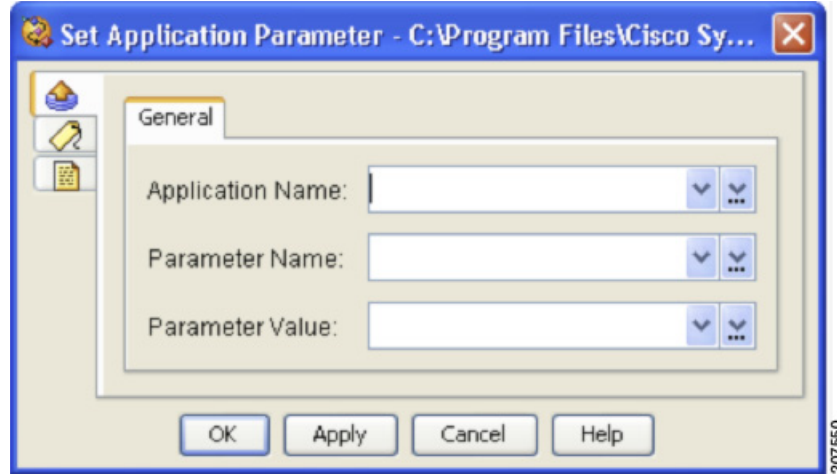 Set Application Parameter - C:\Program Files\Cisco Sy...
General
Application Name:
Parameter Name:
Parameter Value:
OK Apply Cancel Help